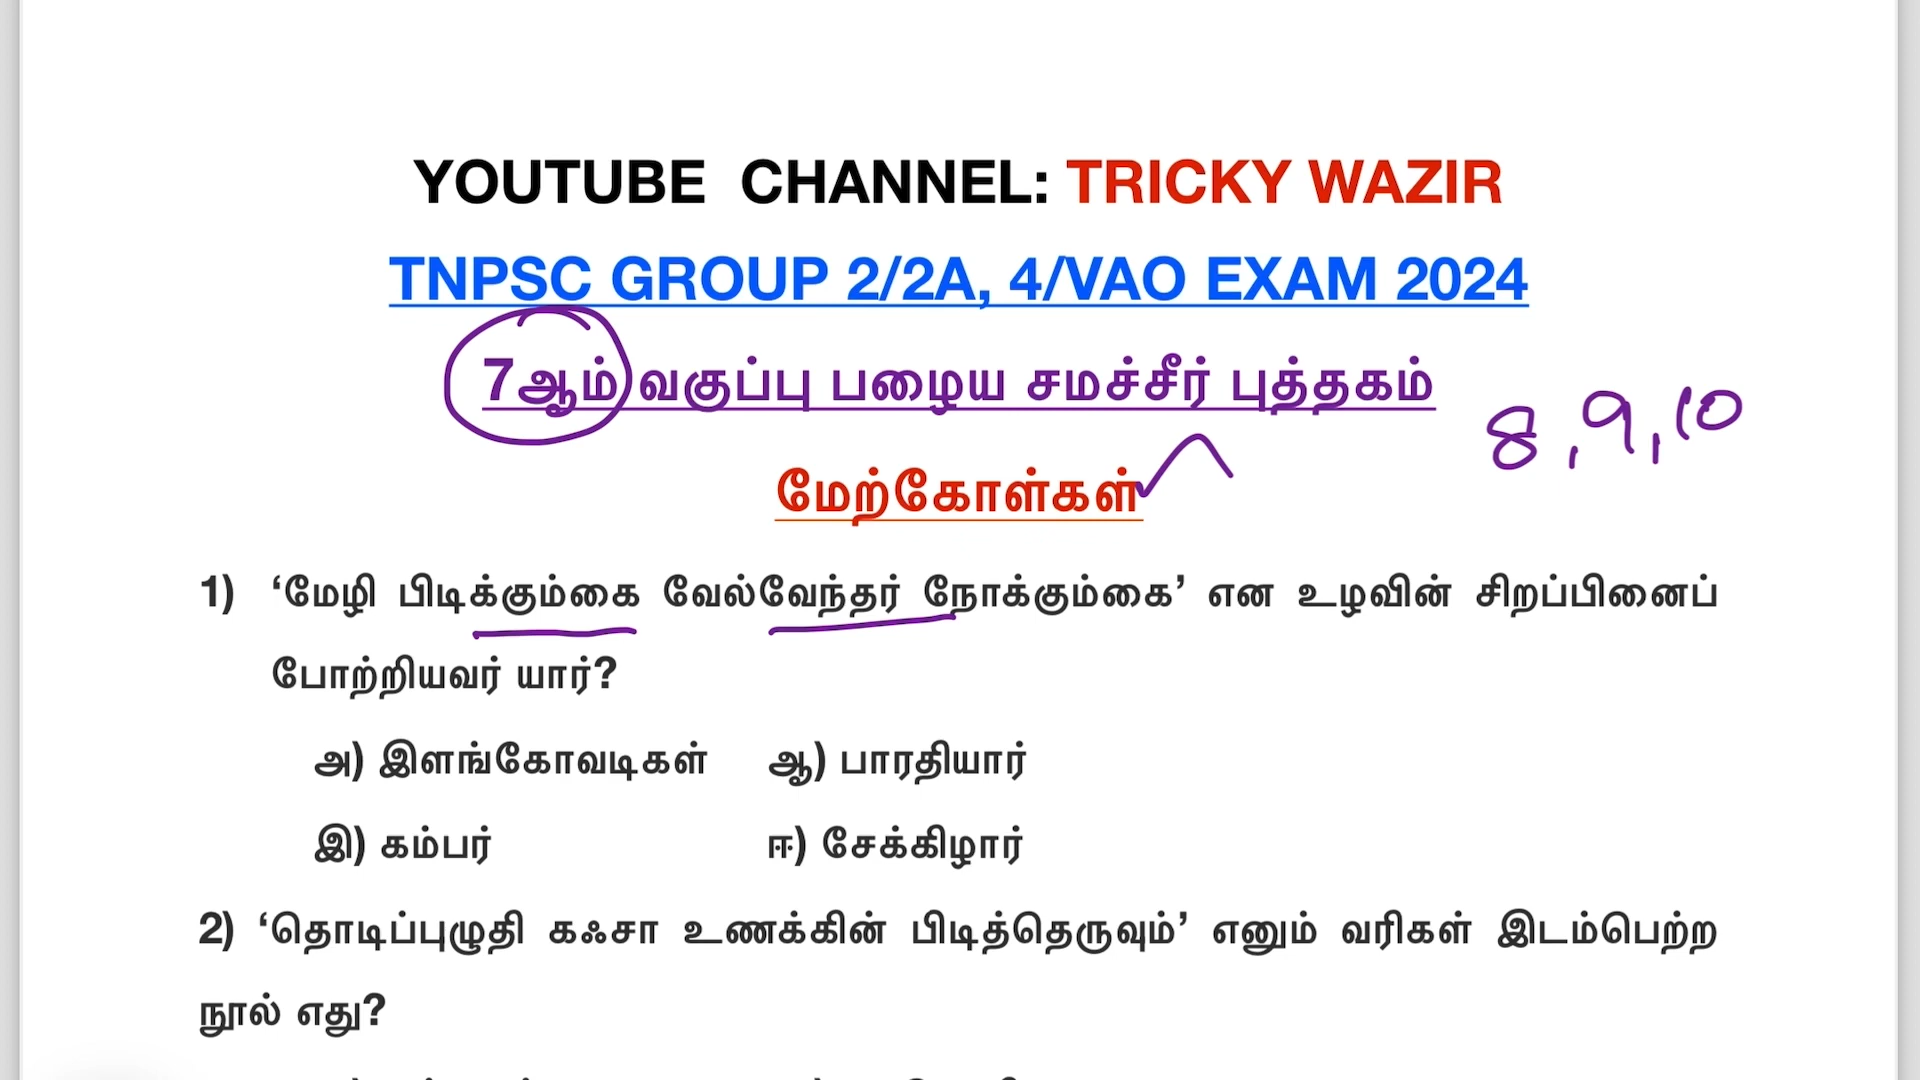 YOUTUBE CHANNEL: TRICKY WAZIR
TNPSC GROUP 2/2A, 4/VAO EXAM 2024
7ஆம் வகுப்பு பழைய சமச்சீர் புத்தகம்
8, 9, 10
மேற்கோள்கள்
1) ‘மேழி பிடிக்கும்கை வேல்வேந்தர் நோக்கும்கை’ என உழவின் சிறப்பினைப்
போற்றியவர் யார்?
அ) இளங்கோவடிகள் ஆ) பாரதியார்
இ) கம்பர் ஈ) சேக்கிழார்
2) ‘தொடிப்புழுதி கஃசா உணக்கின் பிடித்தெருவும்’ எனும் வரிகள் இடம்பெற்ற
நூல் எது?